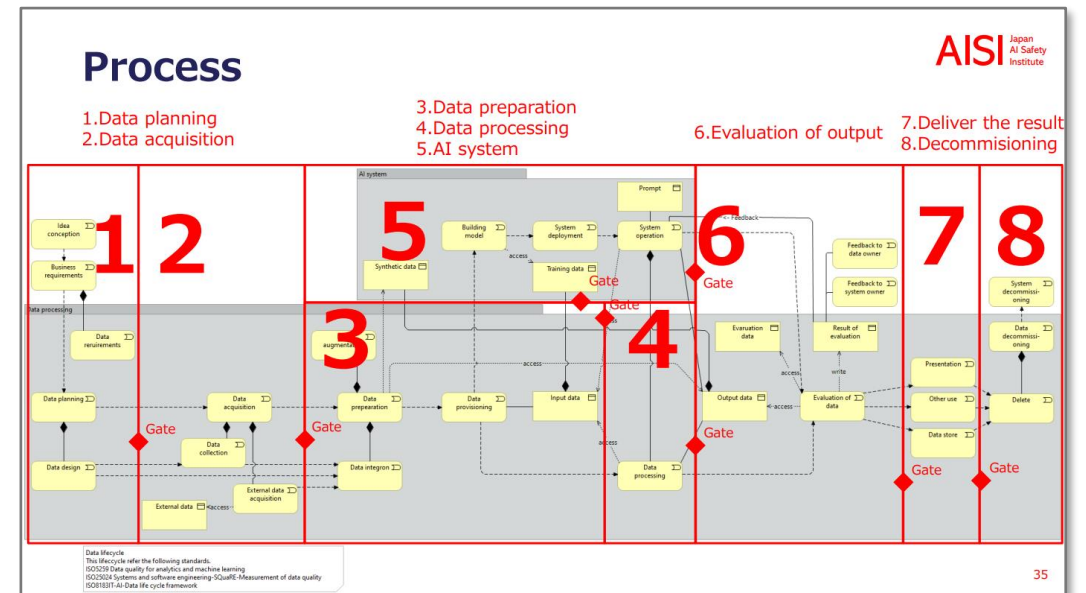 Process
AISI
Japan
AI Safety
Institute
1.Data planning
2.Data acquisition
3.Data preparation
4.Data processing
5.AI system
6.Evaluation of output
7.Deliver the result
8.Decommisioning
1
2
3
4
5
6
7
8
AI system
Prompt
Idea
conception
Business
requirements
Data
reruirements
Data processing
Building
model
System
deployment
System
operation
<- Feedback
access
Synthetic data
Training data
Gate
Gate
Gate
Feedback to
data owner
Feedback to
system owner
System
decommissi-
oning
Evaruation
data
Result of
evaluation
Data
decommissi-
oning
access
access
write
Presentation
Data planning
Data
acquisition
Data
prepearation
Data
provisioning
Input data
Output data
access
Evaluation of
data
Other use
Delete
Gate
Gate
Gate
Data
collection
Data store
Data design
Data integron
access
Data
processing
Gate
Gate
External data
acquisition
External data
access
Data lifecycle
This lifeccycle refer the following standards.
ISO5259 Data quality for analytics and machine learning
ISO25024 Systems and software engineering-SQuaRE-Measurement of data quality
ISO8183IT-AI-Data life cycle framework
35